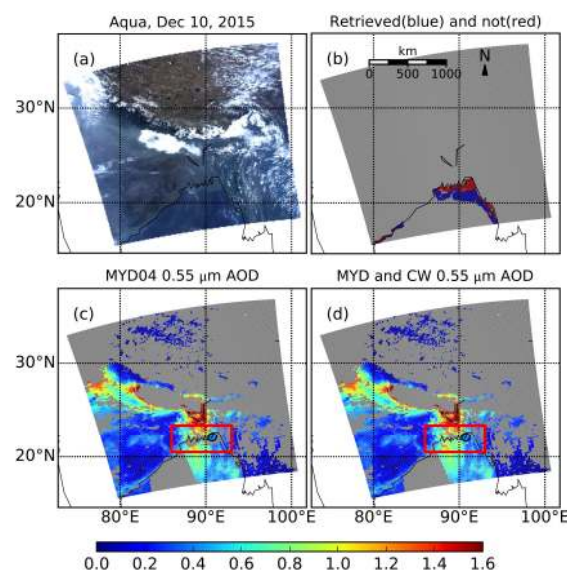 Aqua, Dec 10, 2015
Retrieved(blue) and not(red)
(a)
(b)
km
0 500 1000
N
30°N
20°N
MYD04 0.55 μm AOD
MYD and CW 0.55 μm AOD
(c)
(d)
30°N
20°N
80°E 90°E 100°E
80°E 90°E 100°E
0.0 0.2 0.4 0.6 0.8 1.0 1.2 1.4 1.6